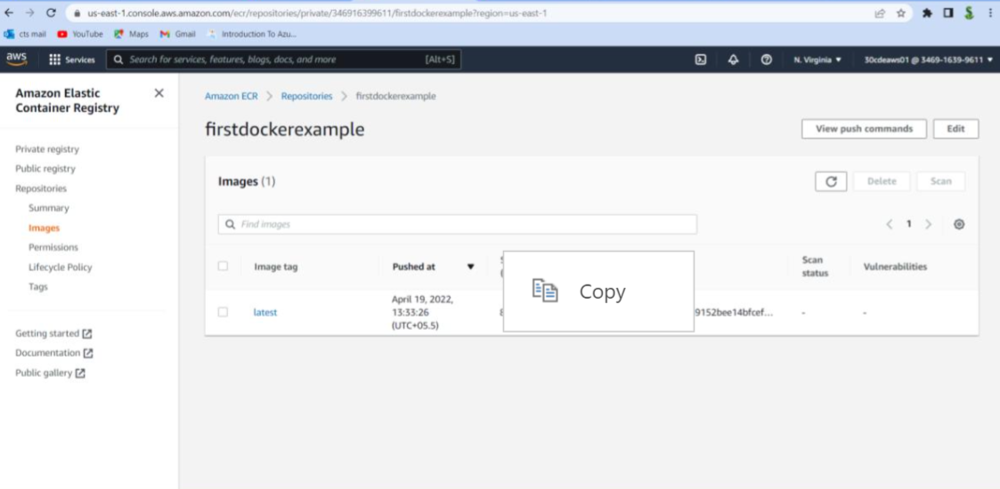 us-east-1.console.aws.amazon.com/ecr/repositories/private/346916399611/firstdockerexample?region=us-east-1
cts mail YouTube Maps Gmail Introduction To Azu...
aws Services Search for services, features, blogs, docs, and more [Alt+S] N. Virginia 30cdeaws01 @ 3469-1639-9611
Amazon Elastic
Container Registry
Private registry
Public registry
Repositories
Summary
Images
Permissions
Lifecycle Policy
Tags
Getting started
Documentation
Public gallery
Amazon ECR > Repositories > firstdockerexample
firstdockerexample
View push commands Edit
Images (1)
Delete Scan
Find images
1
Image tag Pushed at Scan
status Vulnerabilities
Copy
latest April 19, 2022,
13:33:26
(UTC+05.5) 9152bee14bfcef... - -